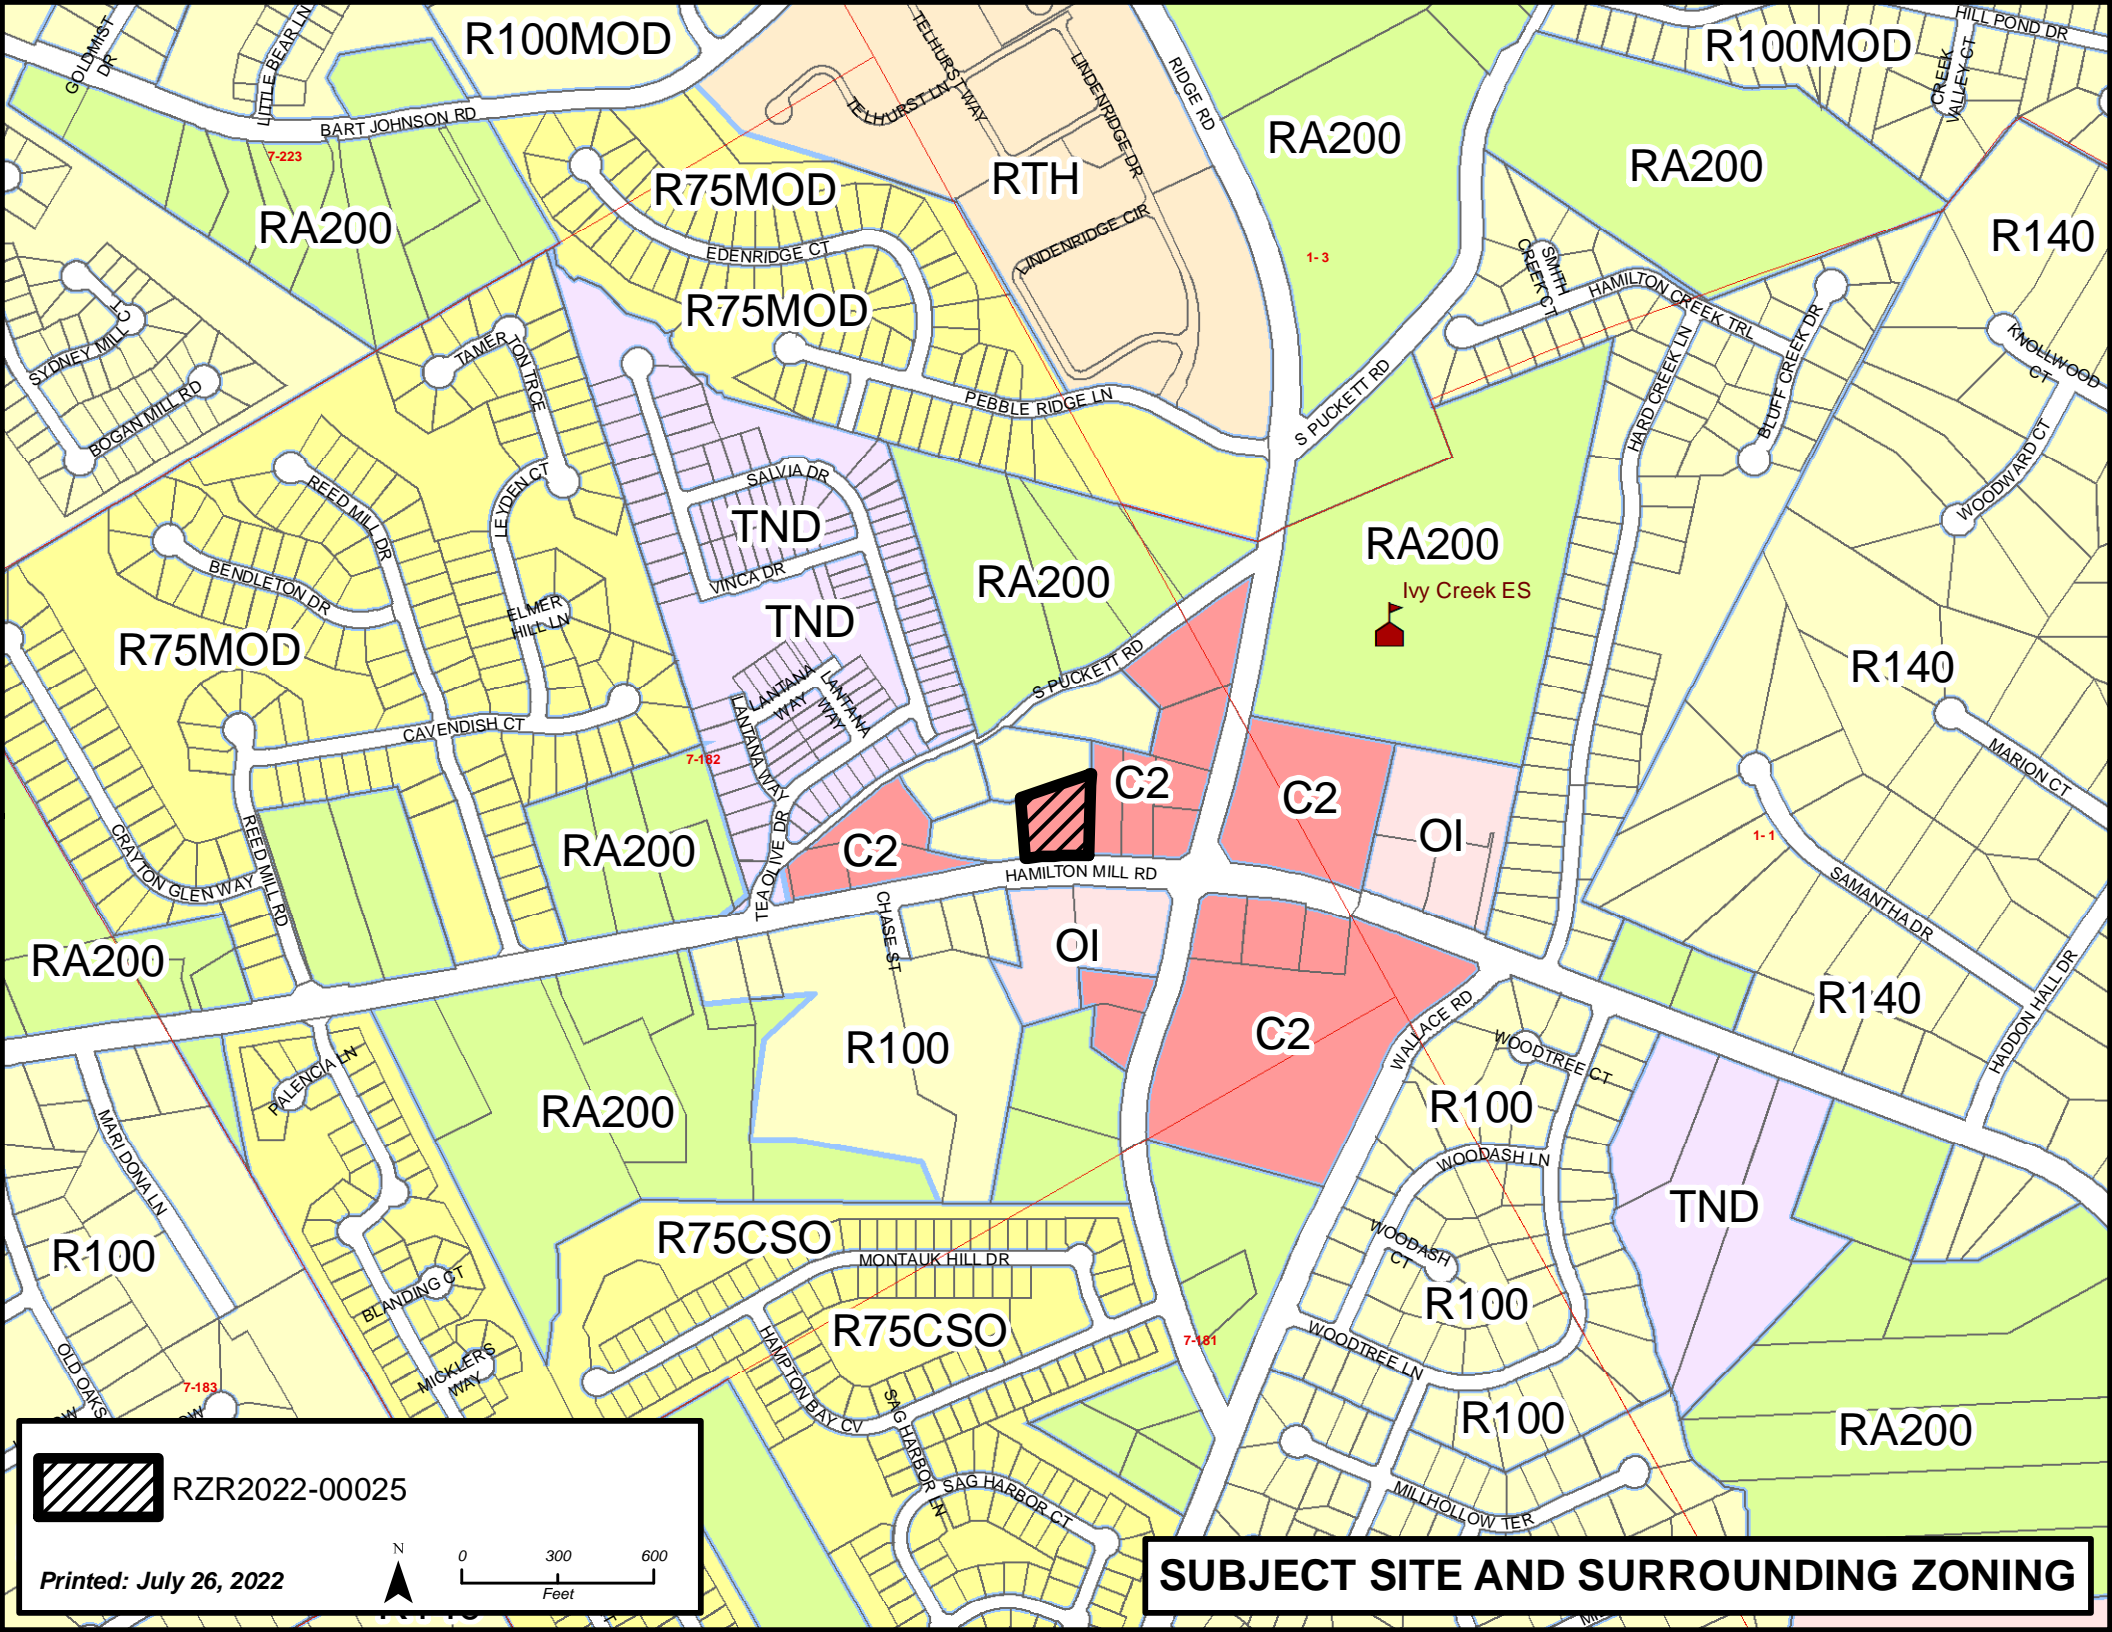 GOLDMIST
DR
LITTLE BEAR LN
R100MOD
TELHURST WAY
TELHURST LN
LINDENRIDGE DR
RIDGE RD
R100MOD
HILL POND DR
CREEK
VALLEY CT
BART JOHNSON RD
7-223
RA200
RA200
RA200
R75MOD
RTH
R140
EDENRIDGE CT
LINDENRIDGE CIR
1-3
SMITH
CREEK CT
HAMILTON CREEK TRL
R75MOD
SYDNEY MILL CT
TAMERTON TRCE
BOGAN MILL RD
PEBBLE RIDGE LN
S PUCKETT RD
HARD CREEK LN
BLUFF CREEK DR
KNOLLWOOD
CT
WOODWARD CT
REED MILL DR
LEYDEN CT
SALVIA DR
TND
VINCA DR
RA200
RA200
Ivy Creek ES
BENDLETON DR
ELMER
HILL LN
TND
R75MOD
R140
S PUCKETT RD
LANTANA
WAY
LANTANA
WAY
LANTANA WAY
CAVENDISH CT
7-182
MARION CT
C2
C2
OI
1-1
CRAYTON GLEN WAY
REED MILL RD
RA200
TEA OLIVE DR
C2
HAMILTON MILL RD
SAMANTHA DR
CHASE ST
OI
RA200
R140
HADDON HALL DR
C2
WALLACE RD
WOODTREE CT
R100
PALENCIA LN
MARI DONA LN
RA200
R100
WOODASH LN
TND
R75CSO
MONTAUK HILL DR
R100
WOODASH
CT
BLANDING CT
R100
R75CSO
7-181
HAMPTON BAY CV
WOODTREE LN
OLD OAKS
MICKLERS
WAY
7-183
SAG HARBOR LN
R100
RA200
SAG HARBOR CT
MILLHOLLOW TER
RZR2022-00025
Printed: July 26, 2022
N
0 300 600
Feet
SUBJECT SITE AND SURROUNDING ZONING